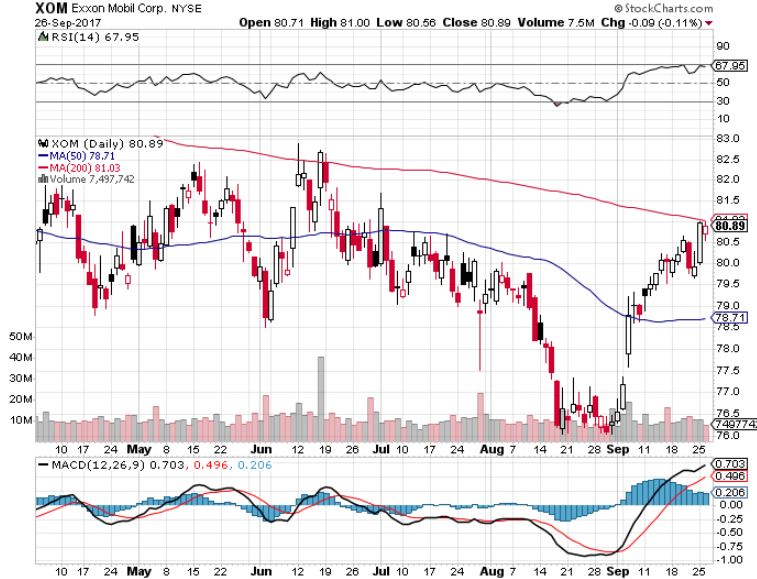 XOM Exxon Mobil Corp. NYSE © StockCharts.com
26-Sep-2017 Open 80.71 High 81.00 Low 80.56 Close 80.89 Volume 7.5M Chg -0.09 (-0.11%)
RSI(14) 67.95
90
67.95
50
30
10
XOM (Daily) 80.89
MA(50) 78.71
MA(200) 81.03
Volume 7,497,742
83.0
82.5
82.0
81.5
80.89
80.5
80.0
79.5
79.0
78.71
78.5
78.0
77.5
77.0
76.5
7497742
76.0
50M
40M
30M
20M
10M
10 17 24 May 8 15 22 Jun 12 19 26 Jul 10 17 24 Aug 7 14 21 28 Sep 11 18 25
MACD(12,26,9) 0.703, 0.496, 0.206
0.703
0.496
0.206
0.00
-0.25
-0.50
-0.75
-1.00
10 17 24 May 8 15 22 Jun 12 19 26 Jul 10 17 24 Aug 7 14 21 28 Sep 11 18 25